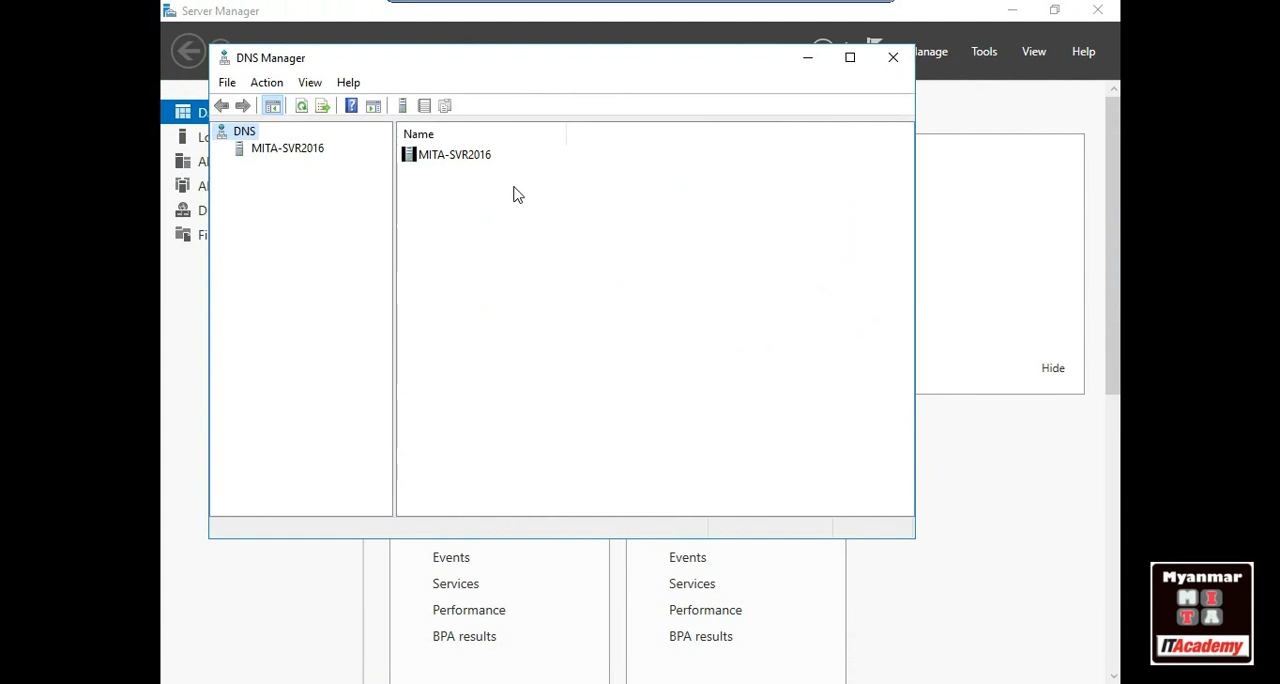 Server Manager
Manage Tools View Help
DNS Manager
File Action View Help
DNS
MITA-SVR2016
Name
MITA-SVR2016
Hide
Events
Services
Performance
BPA results
Events
Services
Performance
BPA results
Myanmar
M I
T A
ITAcademy